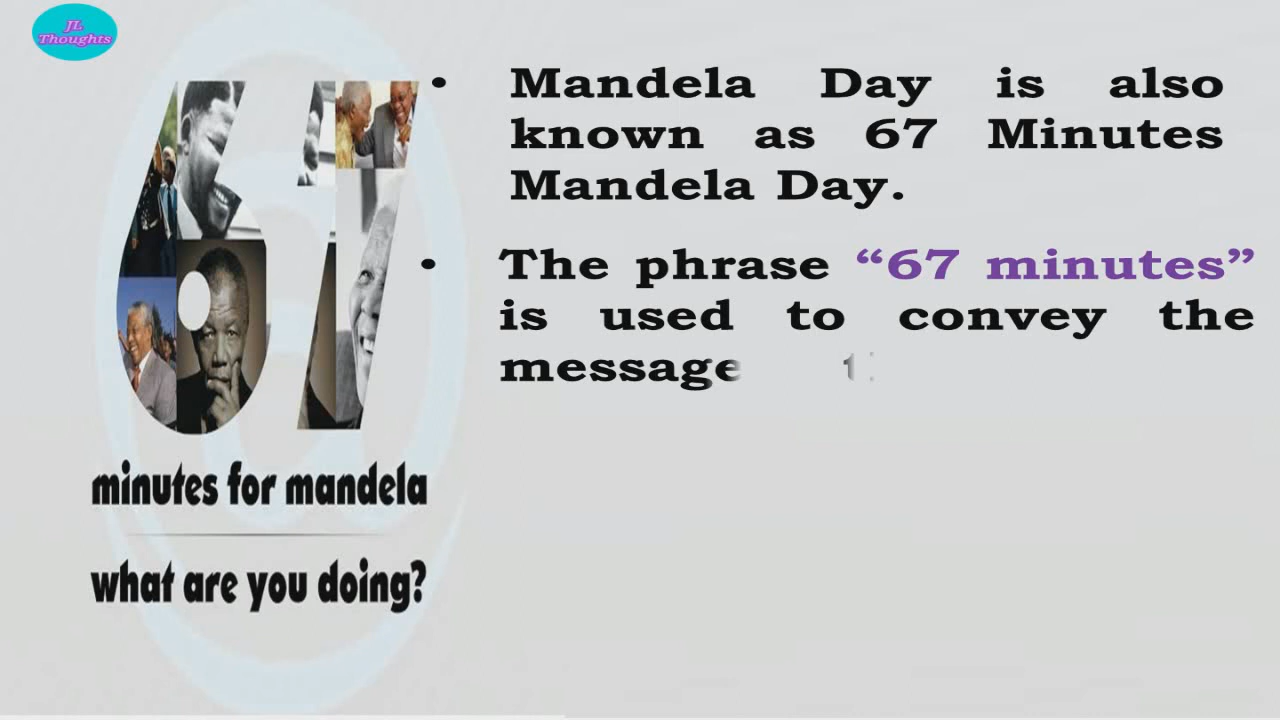 JL
Thoughts
• Mandela Day is also
known as 67 Minutes
Mandela Day.
• The phrase “67 minutes”
is used to convey the
message
67
minutes for mandela
what are you doing?